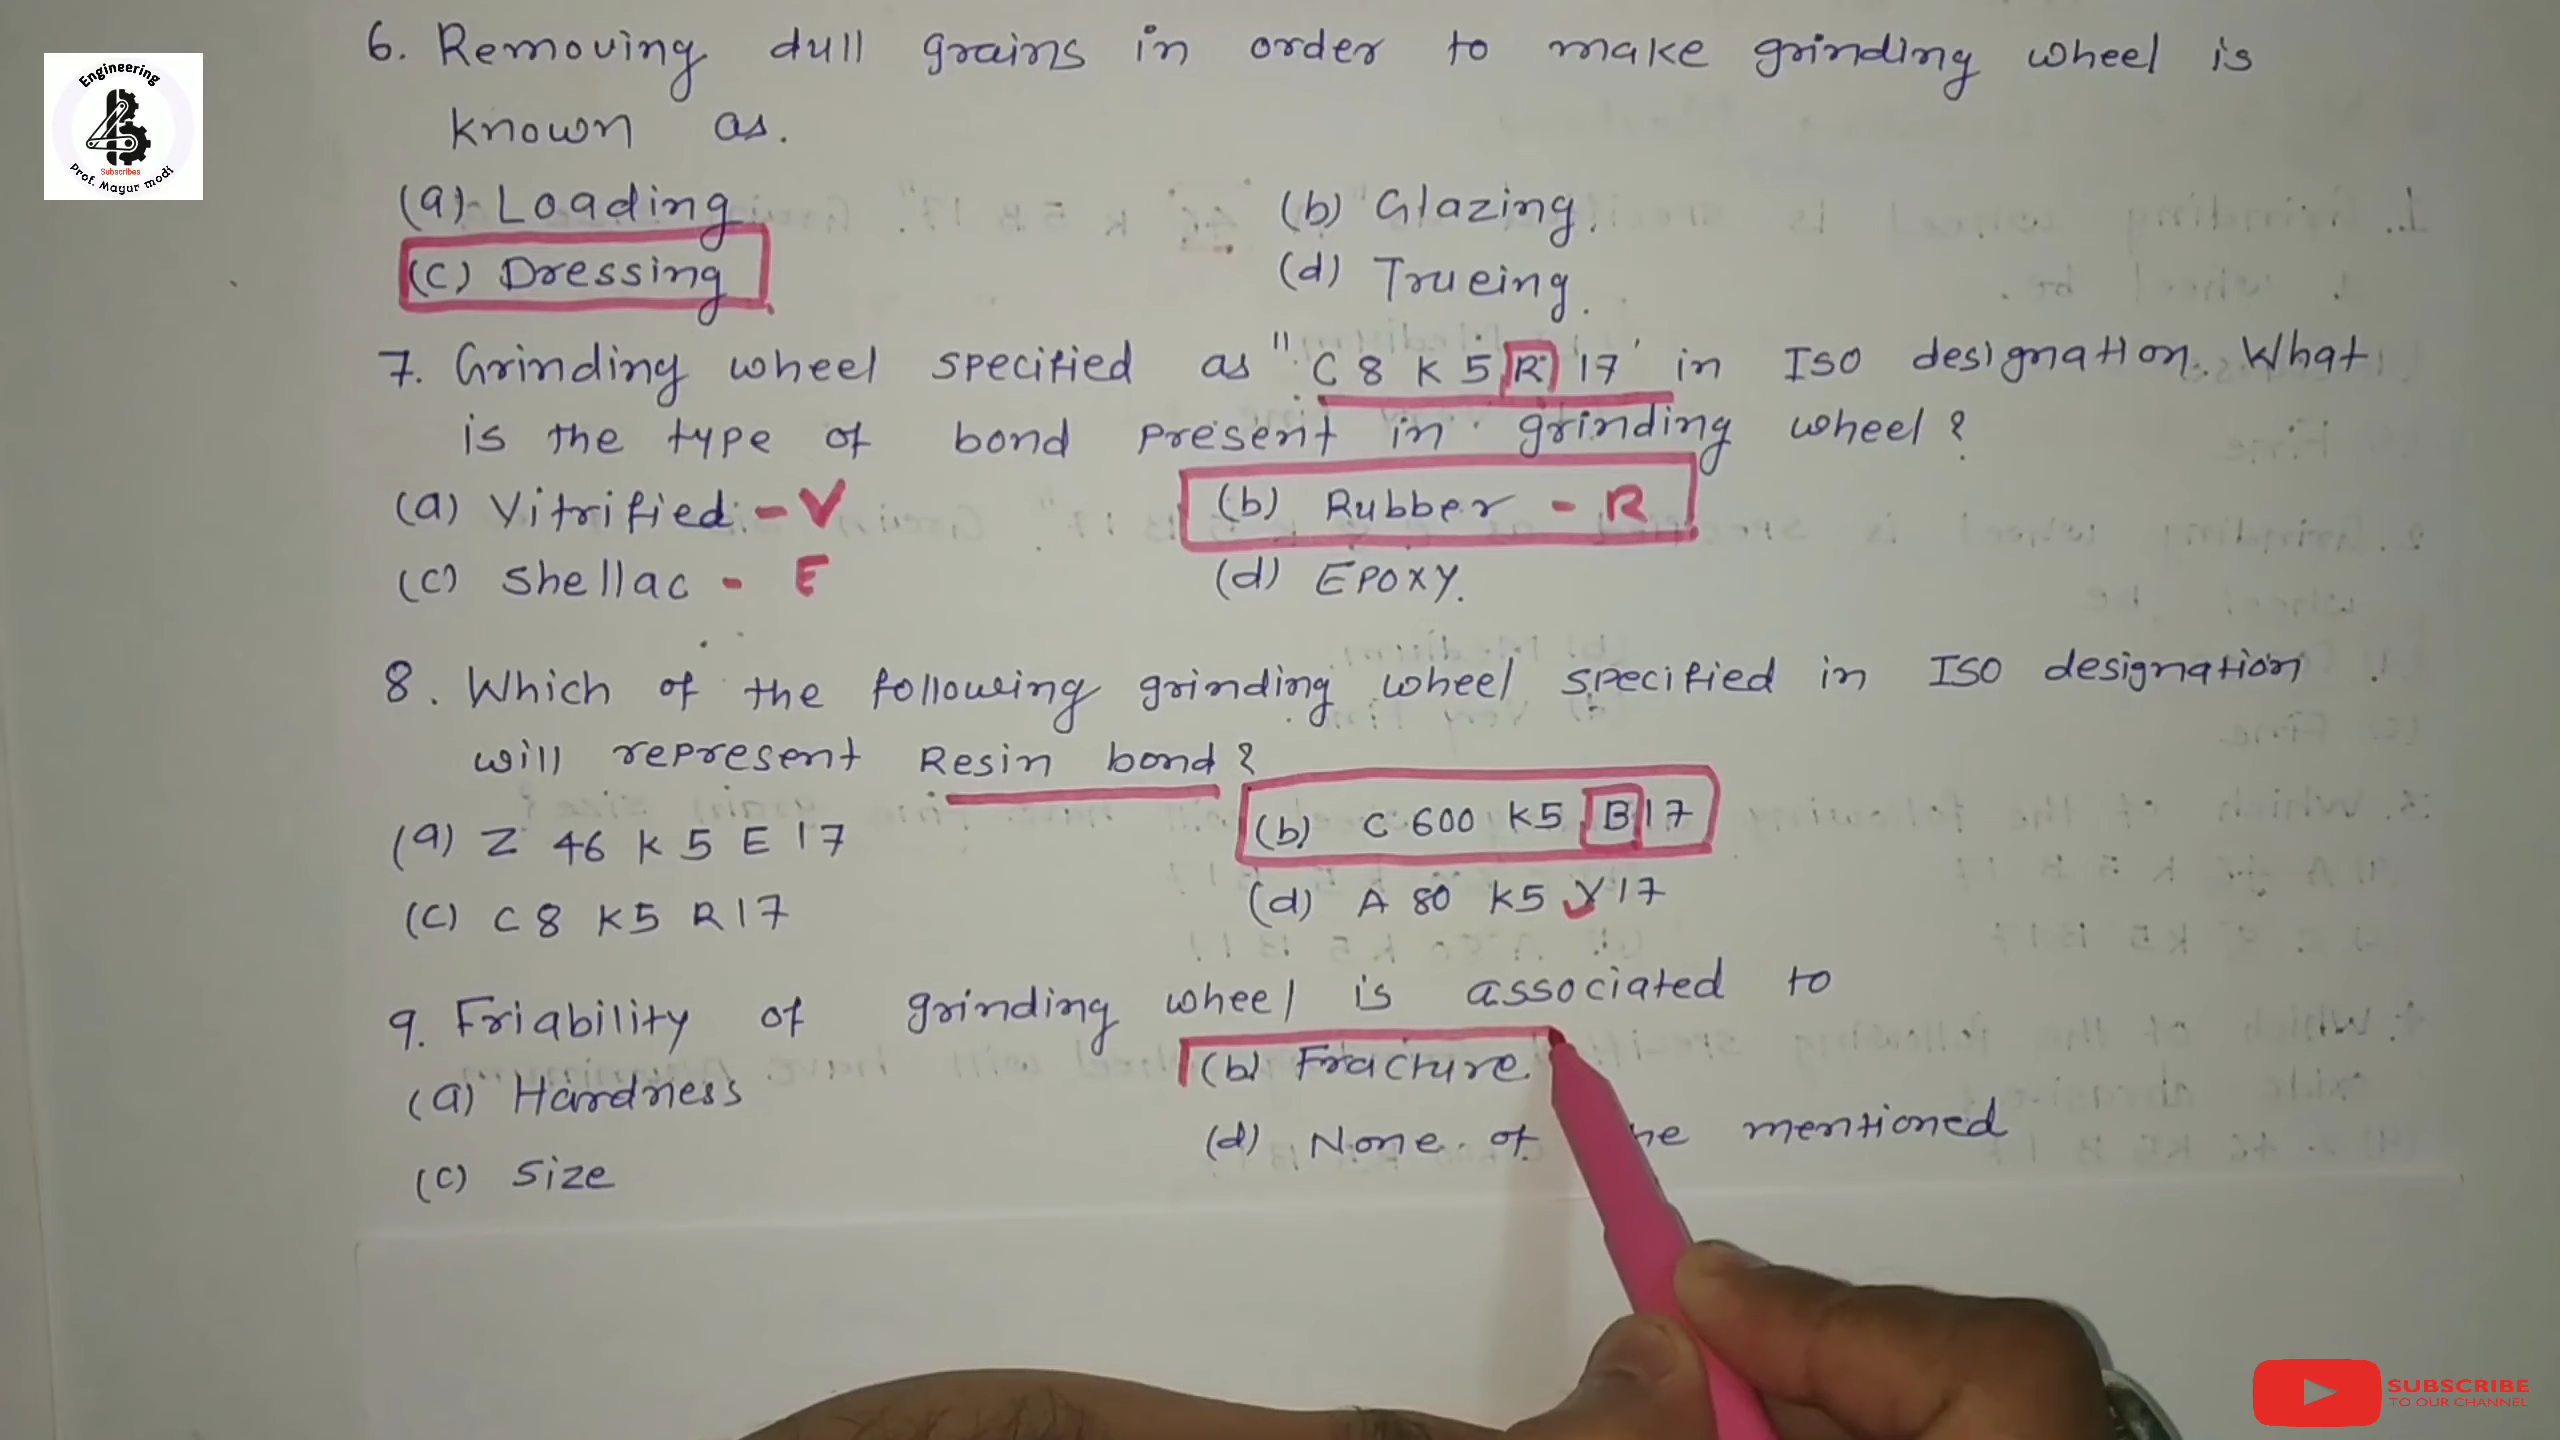 Engineering
Subscribes
Prof. Mayur modi
6. Removing dull grains in order to make grinding wheel is
known as.
(a) Loading
(b) Glazing.
(c) Dressing
(d) Trueing.
7. Grinding wheel specified as "C 8 K 5 R 17" in ISO designation. What
is the type of bond present in grinding wheel?
(a) Vitrified - V
(b) Rubber - R
(c) Shellac - E
(d) EPOXY.
8. Which of the following grinding wheel specified in ISO designation
will represent Resin bond?
(a) Z 46 K 5 E 17
(b) C 600 K5 B 17
(c) C 8 K5 R17
(d) A 80 K5 V17
9. Friability of grinding wheel is associated to
(a) Hardness
(b) Fracture.
(c) Size
(d) None of he mentioned
SUBSCRIBE
TO OUR CHANNEL